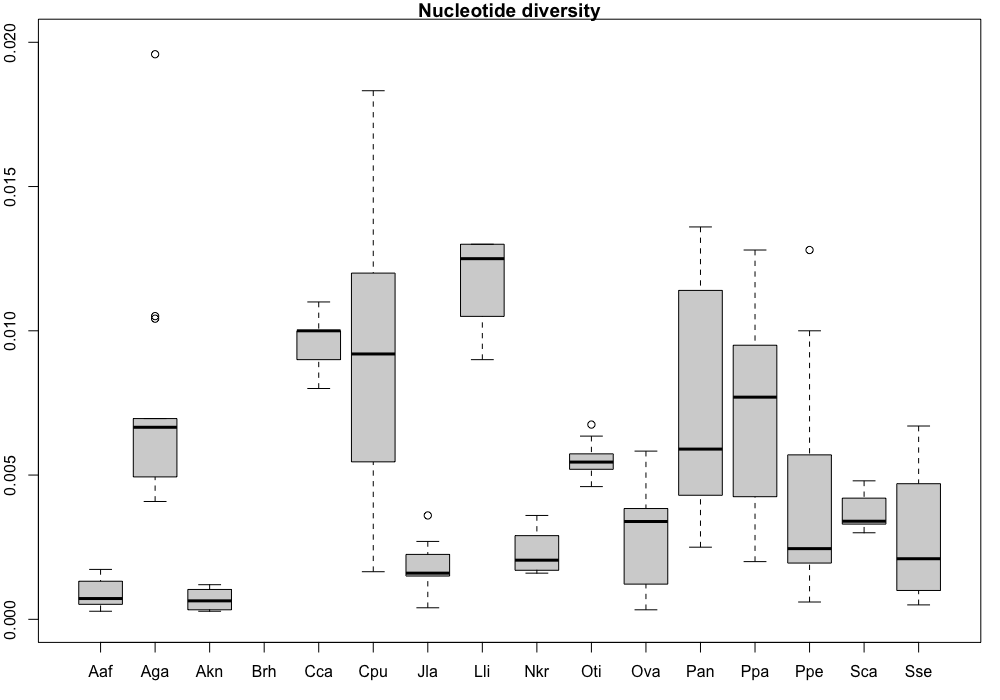 Nucleotide diversity
0.020
0.015
0.010
0.005
0.000
Aaf Aga Akn Brh Cca Cpu Jla Lli Nkr Oti Ova Pan Ppa Ppe Sca Sse